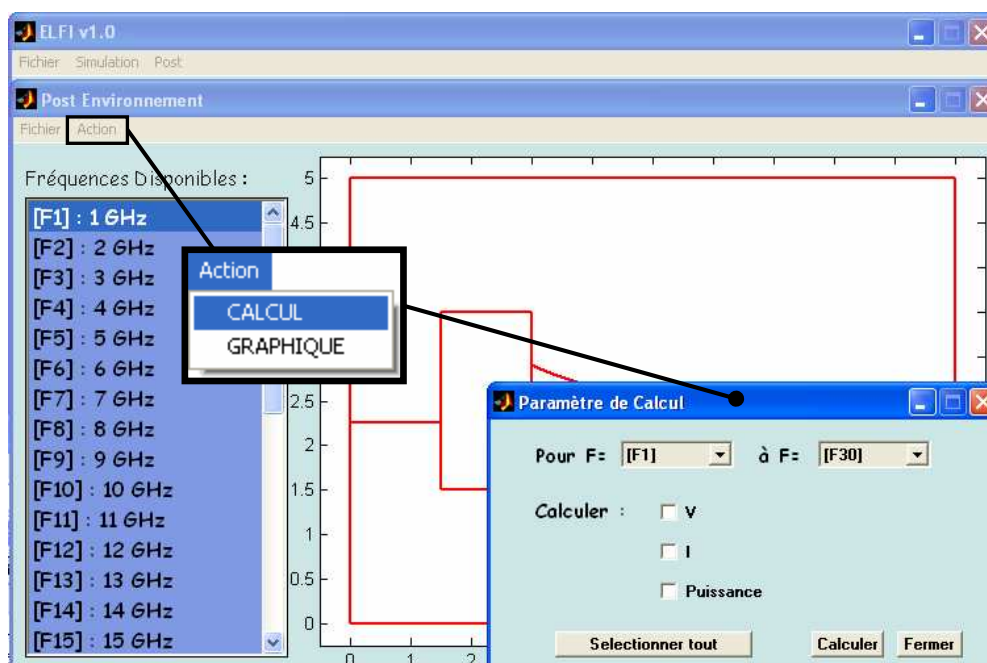 ELFI v1.0
Fichier Simulation Post
Post Environnement
Fichier Action
Fréquences Disponibles :
[F1] : 1 GHz
[F2] : 2 GHz
[F3] : 3 GHz
[F4] : 4 GHz
[F5] : 5 GHz
[F6] : 6 GHz
[F7] : 7 GHz
[F8] : 8 GHz
[F9] : 9 GHz
[F10] : 10 GHz
[F11] : 11 GHz
[F12] : 12 GHz
[F13] : 13 GHz
[F14] : 14 GHz
[F15] : 15 GHz
Action
CALCUL
GRAPHIQUE
5
4.5
2.5
2
1.5
1
0.5
0
0 1 2
Paramètre de Calcul
Pour F= [F1] à F= [F30]
Calculer : V
I
Puissance
Selectionner tout Calculer Fermer